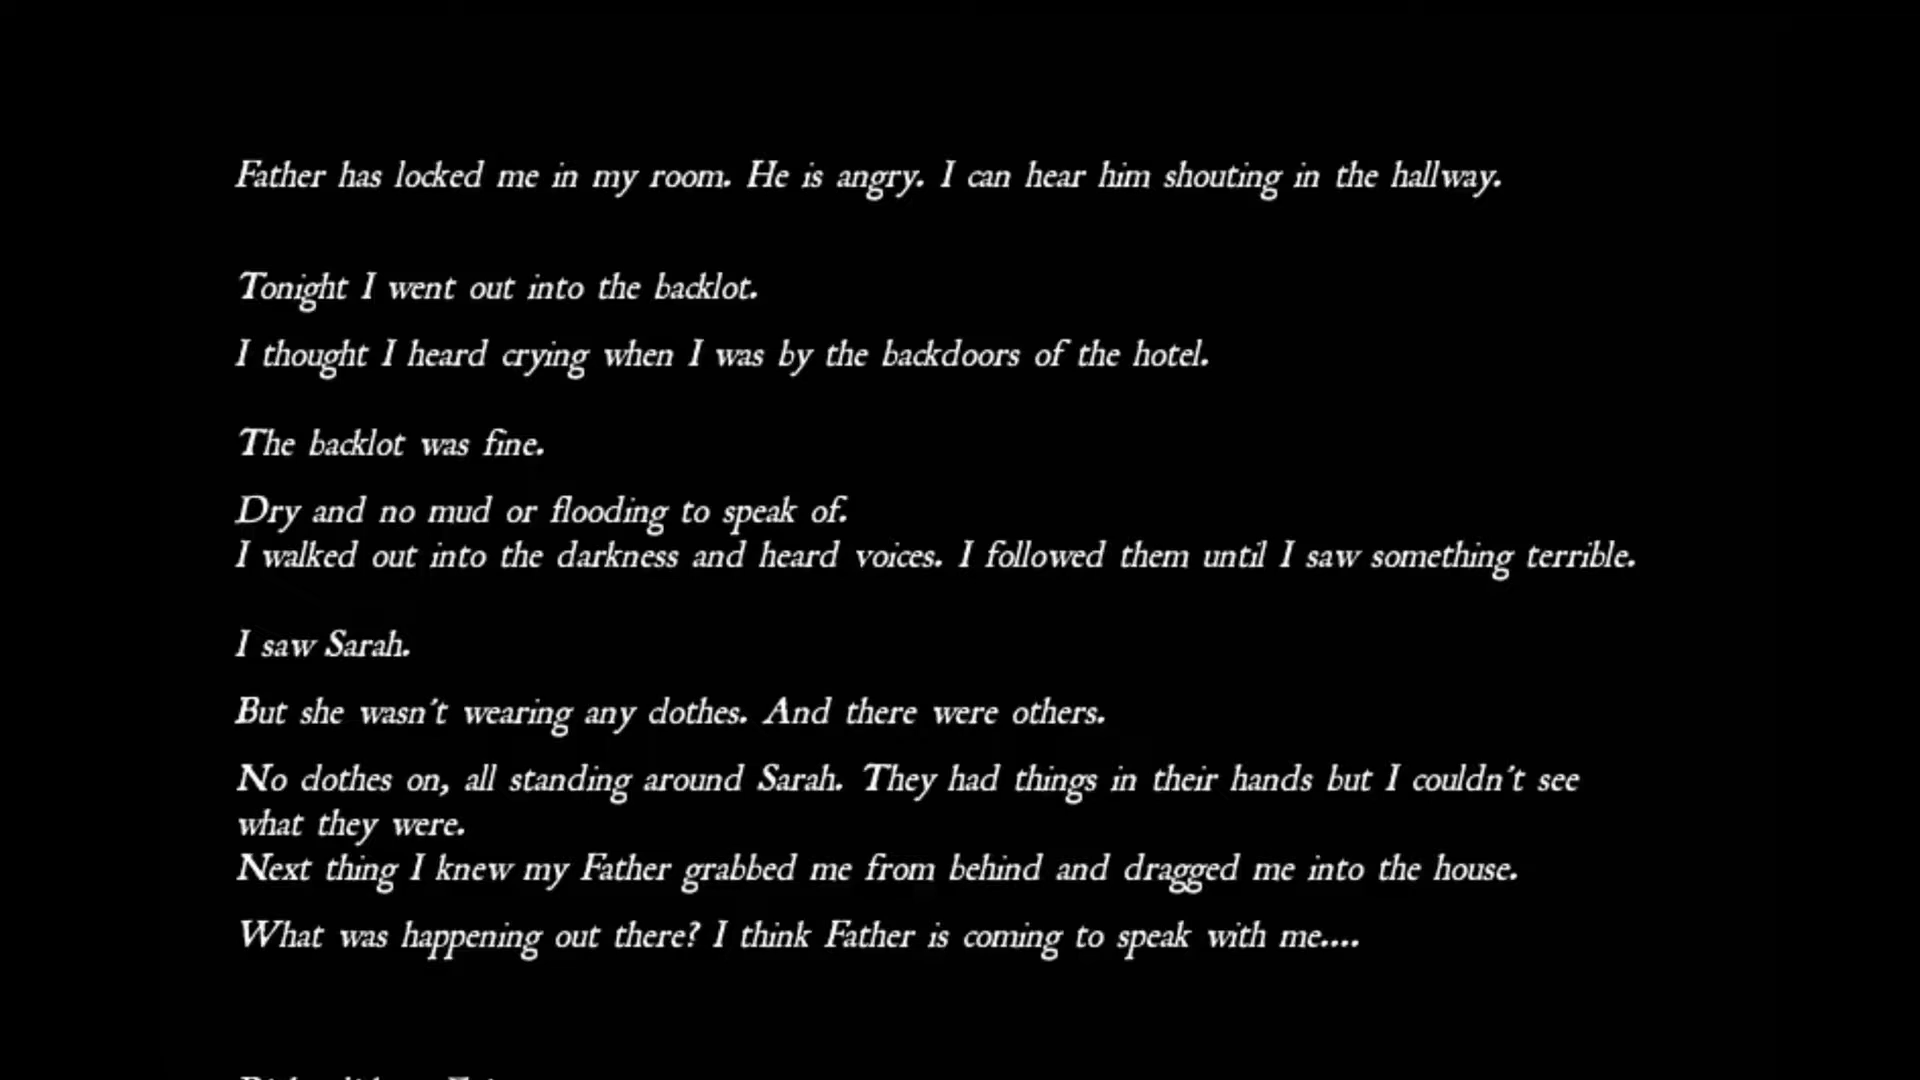 Father has locked me in my room. He is angry. I can hear him shouting in the hallway.
Tonight I went out into the backlot.
I thought I heard crying when I was by the backdoors of the hotel.
The backlot was fine.
Dry and no mud or flooding to speak of.
I walked out into the darkness and heard voices. I followed them until I saw something terrible.
I saw Sarah.
But she wasn't wearing any clothes. And there were others.
No clothes on, all standing around Sarah. They had things in their hands but I couldn't see
what they were.
Next thing I knew my Father grabbed me from behind and dragged me into the house.
What was happening out there? I think Father is coming to speak with me....